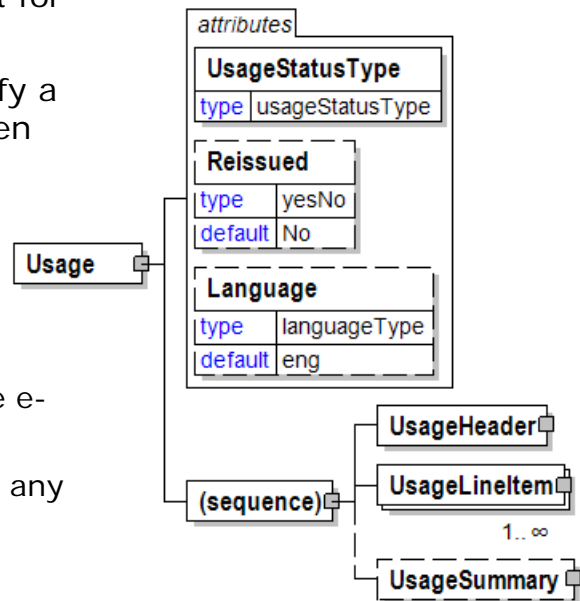 t for
fy a
en
e e-
any
attributes
UsageStatusType
type usageStatusType
Reissued
type yesNo
default No
Language
type languageType
default eng
Usage
(sequence)
UsageHeader
UsageLineItem
1.. ∞
UsageSummary